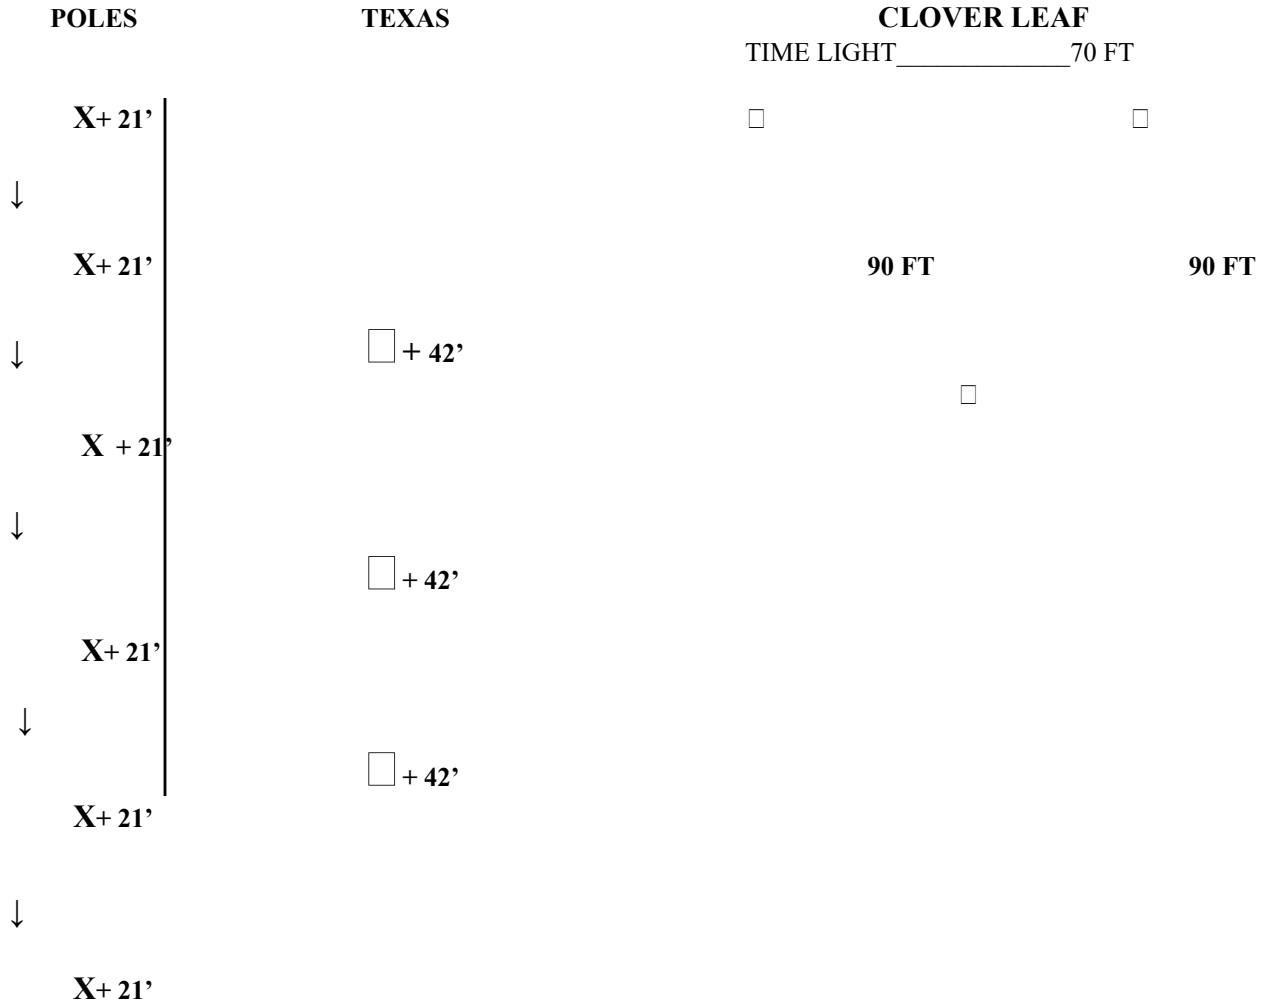 POLES TEXAS CLOVER LEAF
TIME LIGHT_____________70 FT
X+ 21’ □ □
↓
X+ 21’ 90 FT 90 FT
↓ □ + 42’
□
X + 21’
↓
□ + 42’
X+ 21’
↓
□ + 42’
X+ 21’
↓
X+ 21’